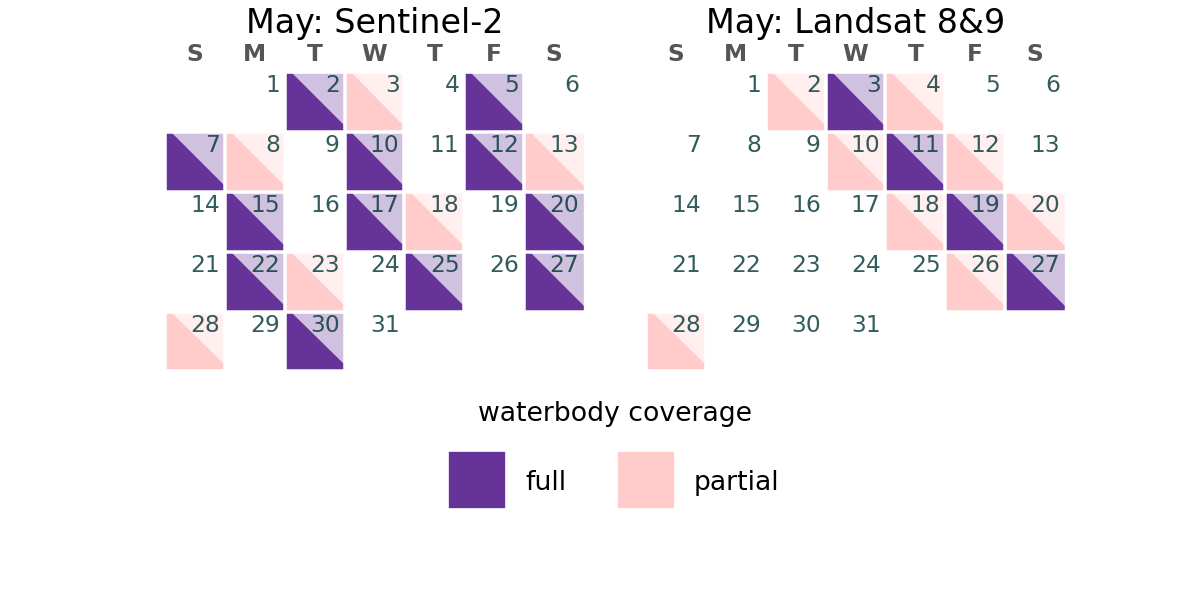 May: Sentinel-2
S M T W T F S
1 2 3 4 5 6
7 8 9 10 11 12 13
14 15 16 17 18 19 20
21 22 23 24 25 26 27
28 29 30 31
May: Landsat 8&9
S M T W T F S
1 2 3 4 5 6
7 8 9 10 11 12 13
14 15 16 17 18 19 20
21 22 23 24 25 26 27
28 29 30 31
waterbody coverage
full partial